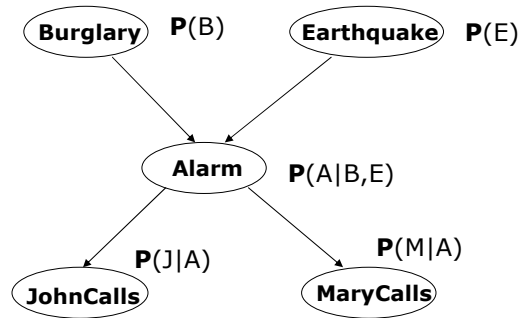 Burglary
P(B)
Earthquake
P(E)
Alarm
P(A|B,E)
P(J|A)
P(M|A)
JohnCalls
MaryCalls